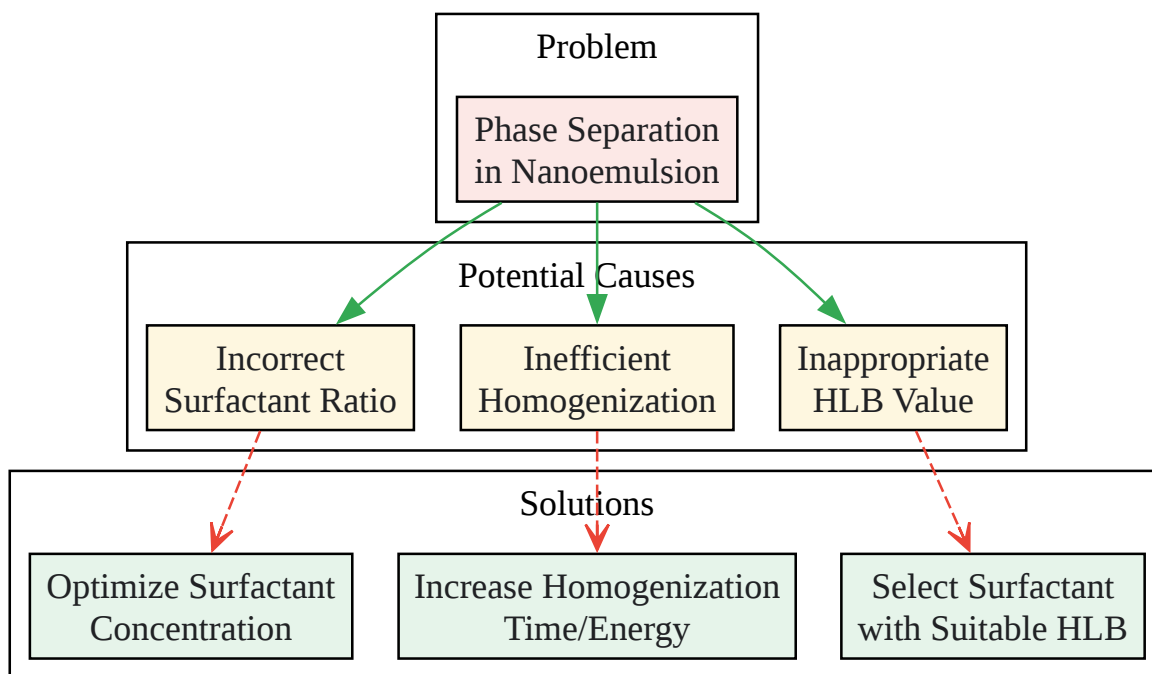 Problem
Phase Separation
in Nanoemulsion
Potential Causes
Incorrect
Surfactant Ratio
Inefficient
Homogenization
Inappropriate
HLB Value
Solutions
Optimize Surfactant
Concentration
Increase Homogenization
Time/Energy
Select Surfactant
with Suitable HLB